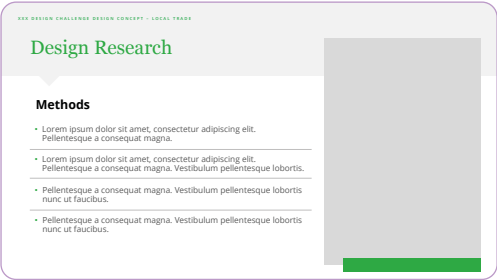 KSE DESIGN CHALLENGE DESIGN CONCEPT – LOCAL TRADE
Design Research
Methods
• Lorem ipsum dolor sit amet, consectetur adipiscing elit.
Pellentesque a consequat magna.
• Lorem ipsum dolor sit amet, consectetur adipiscing elit.
Pellentesque a consequat magna. Vestibulum pellentesque lobortis.
• Pellentesque a consequat magna. Vestibulum pellentesque lobortis
nunc ut faucibus.
• Pellentesque a consequat magna. Vestibulum pellentesque lobortis
nunc ut faucibus.